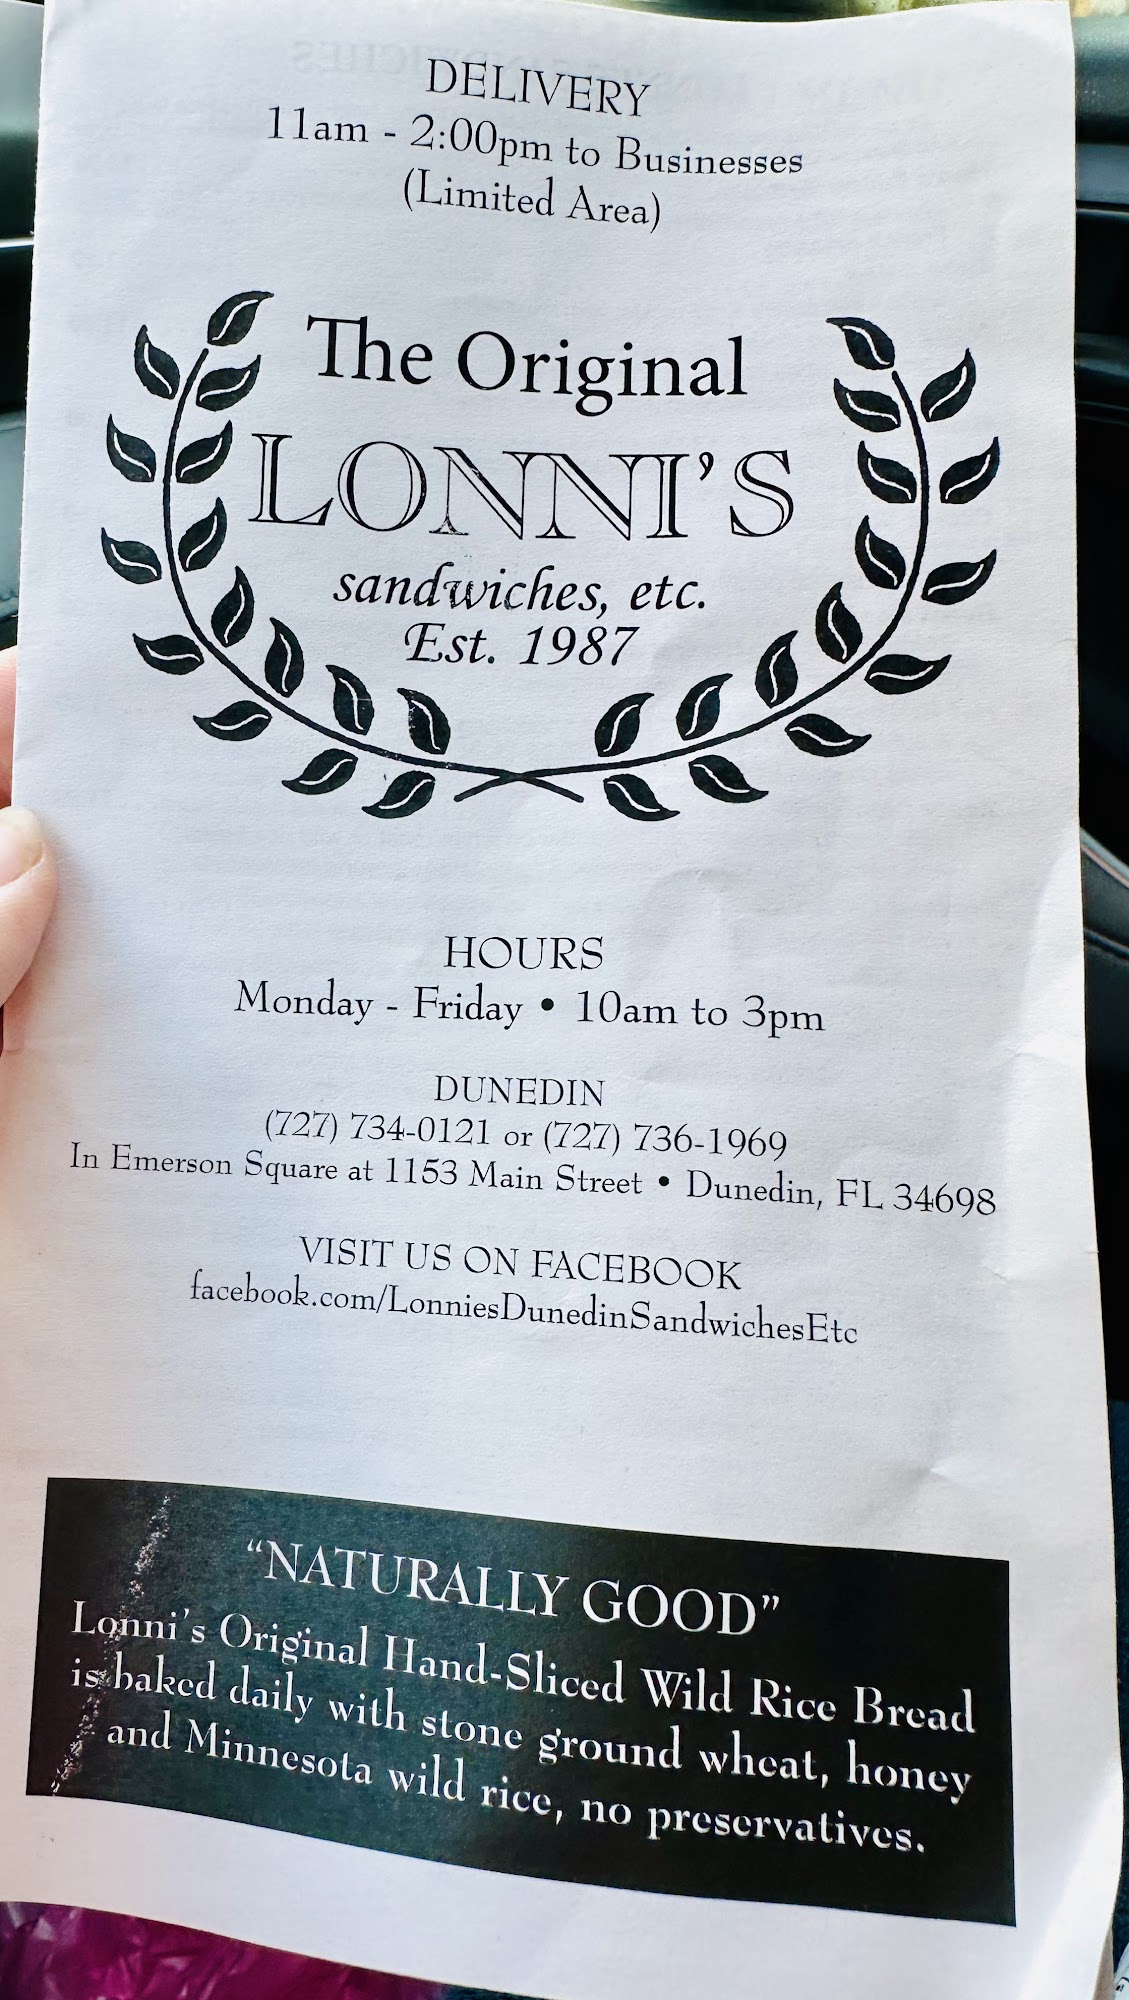 DELIVERY
11am - 2:00pm to Businesses
(Limited Area)
The Original
LONNI'S
sandwiches, etc.
Est. 1987
HOURS
Monday - Friday • 10am to 3pm
DUNEDIN
(727) 734-0121 or (727) 736-1969
In Emerson Square at 1153 Main Street • Dunedin, FL 34698
VISIT US ON FACEBOOK
facebook.com/LonniesDunedinSandwichesEtc
“NATURALLY GOOD”
Lonni's Original Hand-Sliced Wild Rice Bread
is baked daily with stone ground wheat, honey
and Minnesota wild rice, no preservatives.